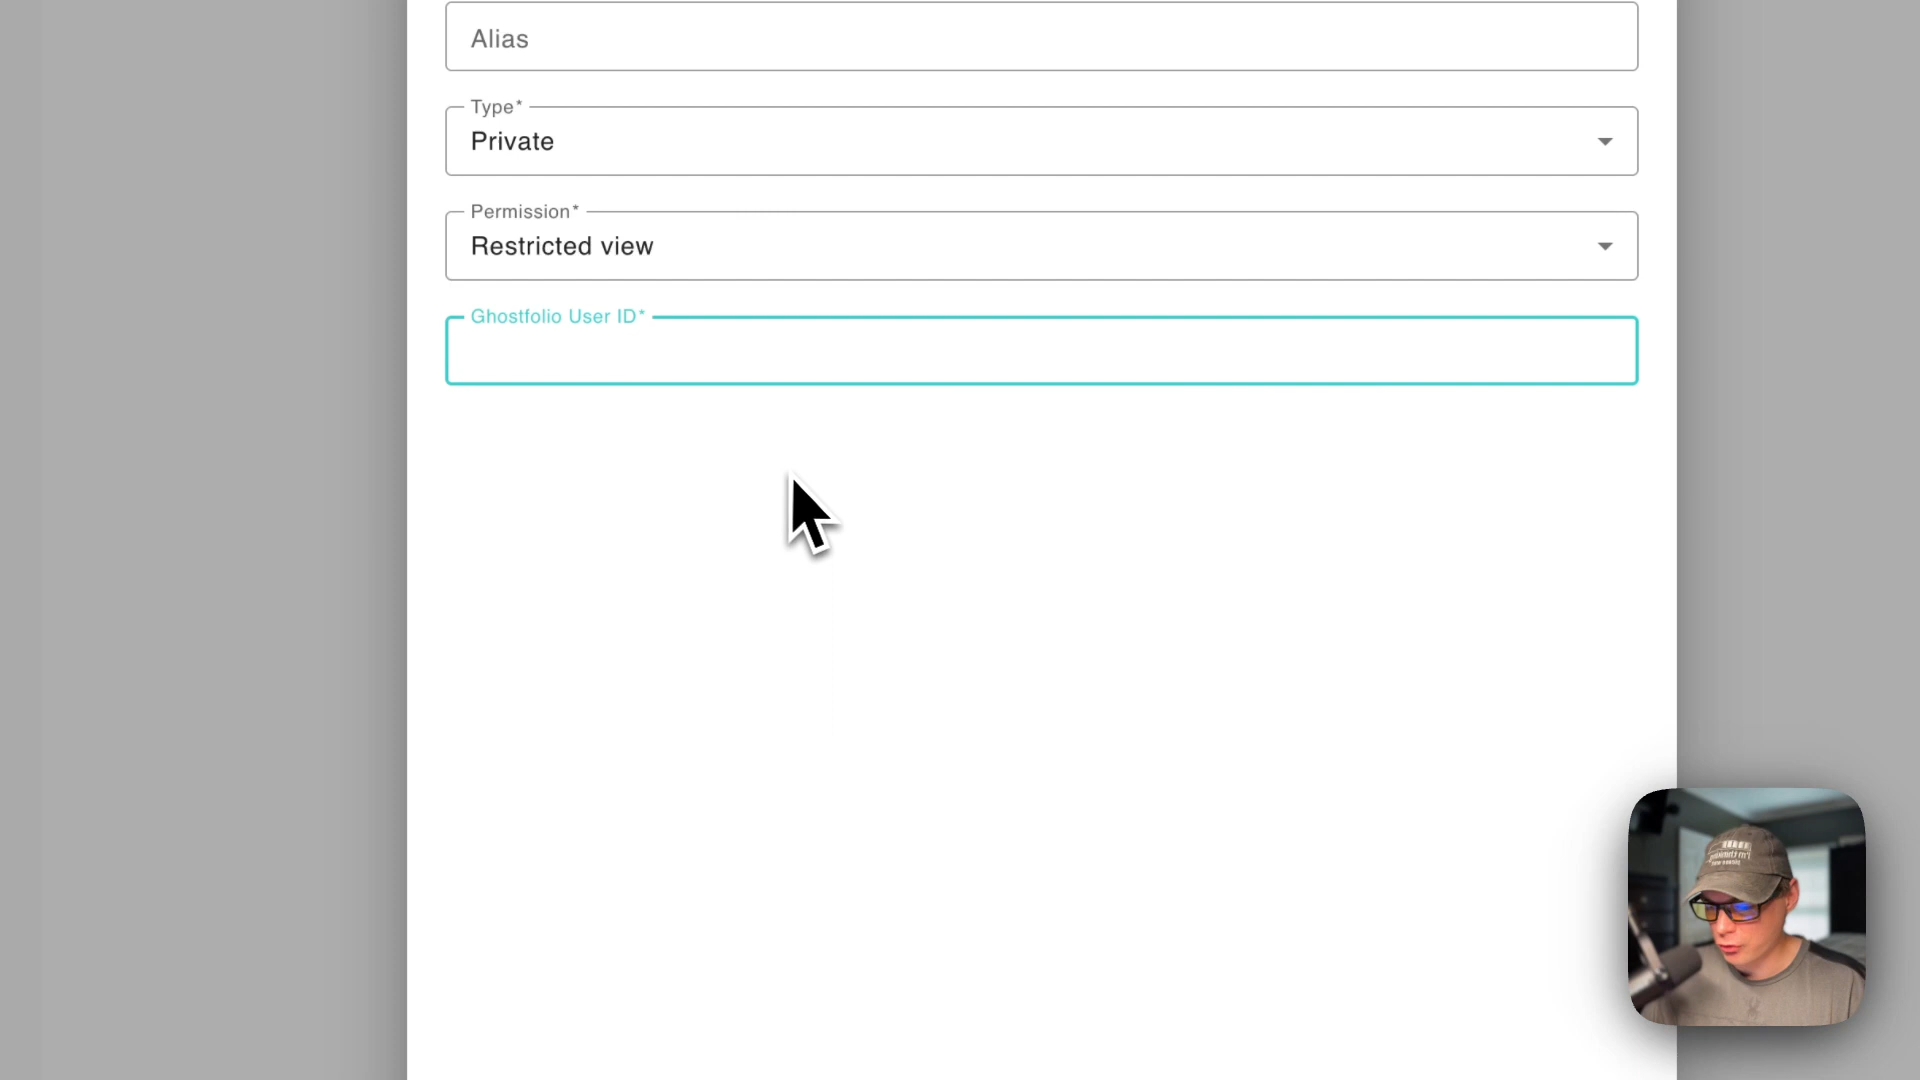 Alias
Type*
Private
Permission*
Restricted view
Ghostfolio User ID*